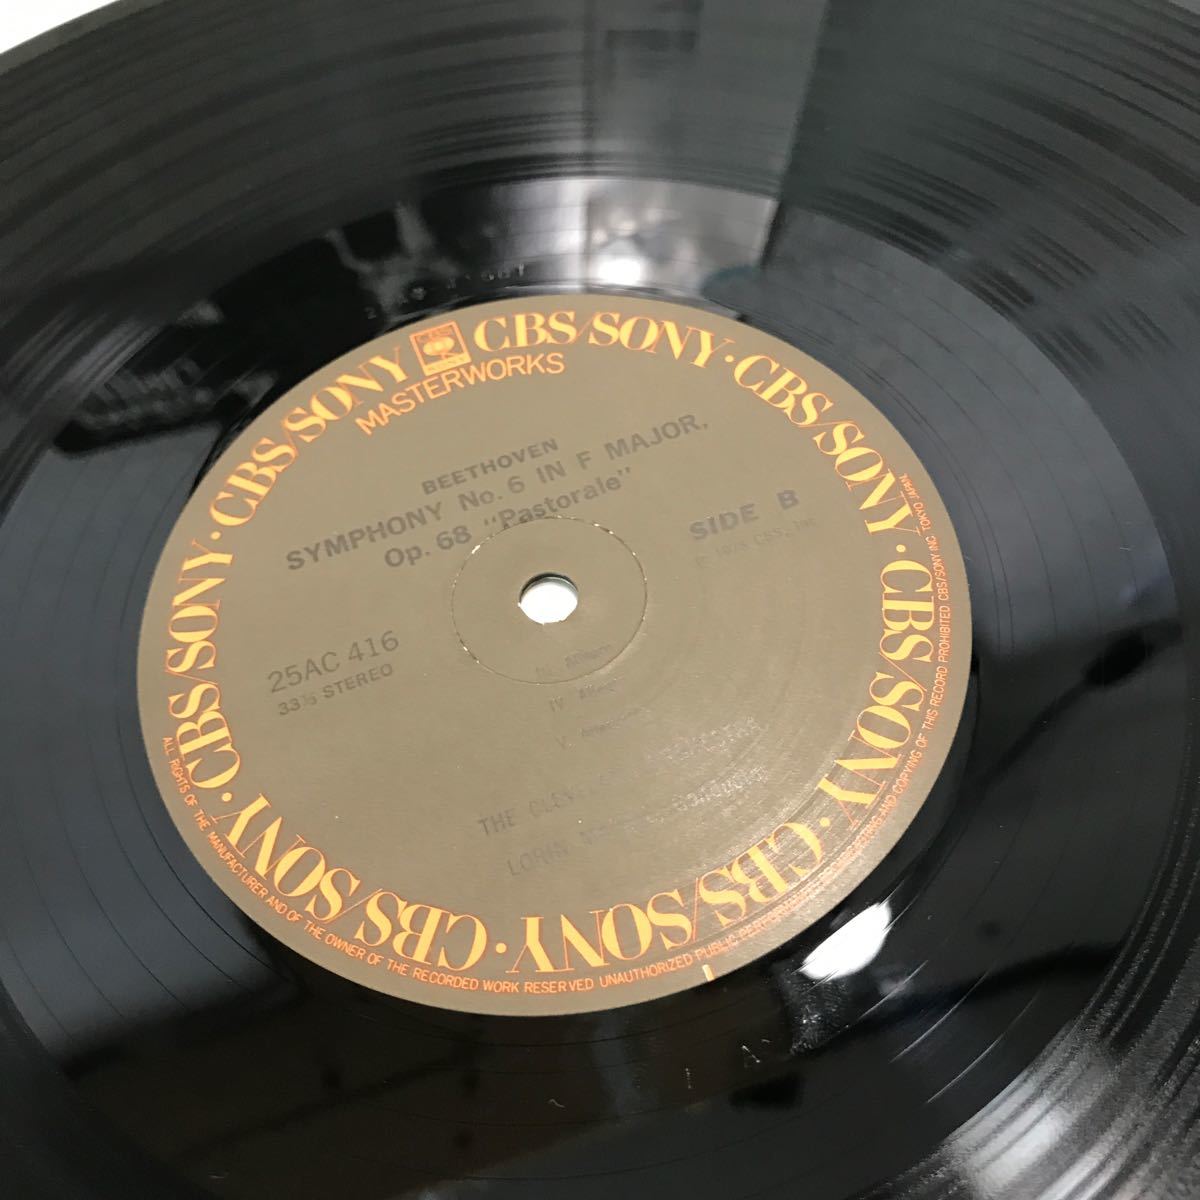 CBS/SONY · CBS/SONY · CBS/SONY · CBS/SONY · CBS/SONY · CBS/SONY · CBS/SONY
MASTERWORKS
BEETHOVEN
SYMPHONY No. 6 IN F MAJOR,
Op. 68 "Pastorale"
SIDE B
CBS, Inc
25AC 416
33⅓ STEREO
IV
V.
THE
LORIN
ALL RIGHTS OF THE MANUFACTURER AND OF THE OWNER OF THE RECORDED WORK RESERVED UNAUTHORIZED PUBLIC AND COPYING OF THIS RECORD PROHIBITED CBS/SONY INC. TOKYO JAPAN